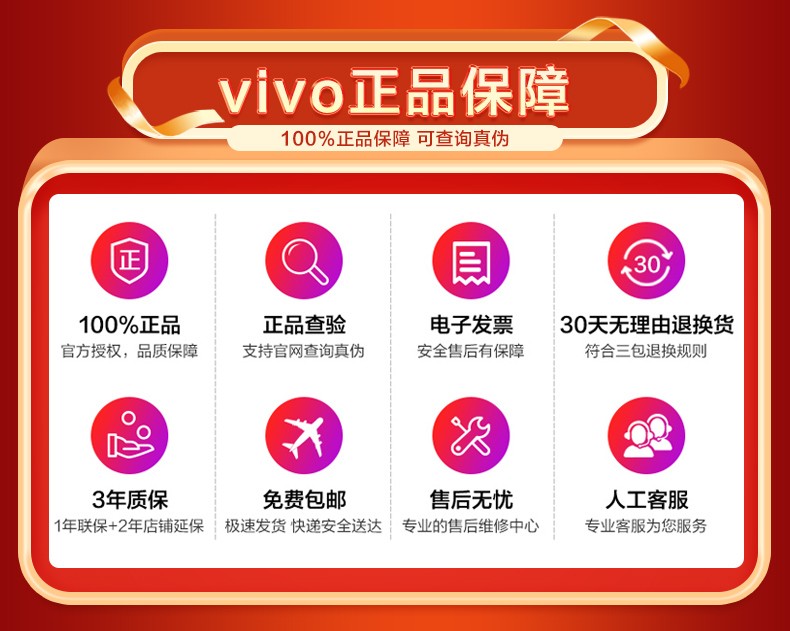 vivo正品保障
100%正品保障 可查询真伪
正
30
100%正品
正品查验
电子发票
30天无理由退换货
官方授权，品质保障
支持官网查询真伪
安全售后有保障
符合三包退换规则
3年质保
免费包邮
售后无忧
人工客服
1年联保+2年店铺延保
极速发货 快递安全送达
专业的售后维修中心
专业客服为您服务